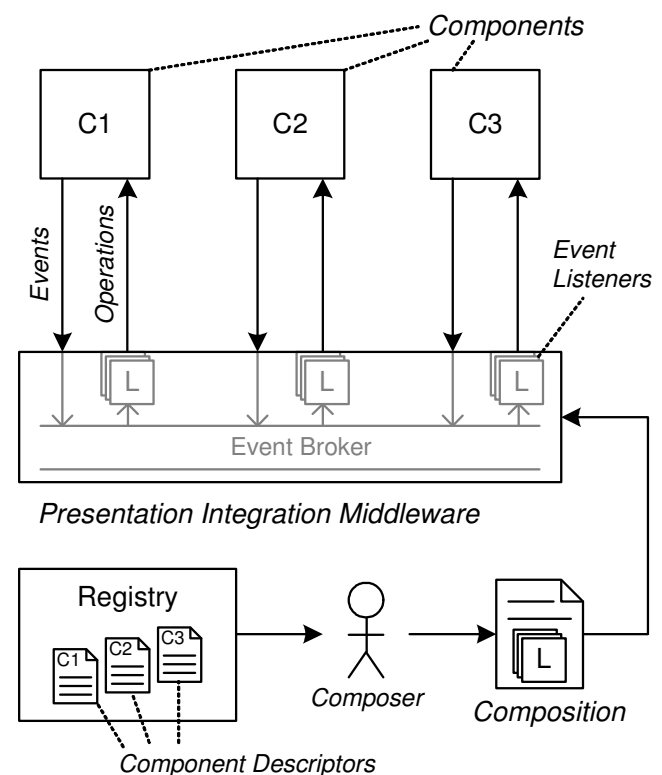 Components
C1
C2
C3
Events
Operations
Event
Listeners
L
L
L
Event Broker
Presentation Integration Middleware
Registry
C1
C2
C3
L
Composer
Composition
Component Descriptors